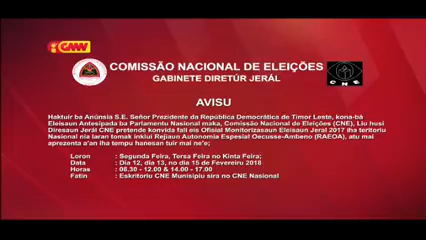 GMN
COMISSÃO NACIONAL DE ELEIÇÕES
GABINETE DIRETÚR JERÁL
CNE
AVISU
Haktuir ba Anúnsia S.E. Señor Prezidente da República Democrática de Timor Leste, kona-bá
Eleisaun Antesipada ba Parlamentu Nasional maka, Comissão Nacional de Eleições (CNE), Liu husi
Diresaun Jerál CNE pretende konvida fali eis Ofisial Monitorizasaun Eleisaun Jeral 2017 iha teritoriu
Nasional nia laran tomak inklui Rejiaun Autonomia Espesial Oecusse-Ambeno (RAEOA), atu mai
aprezenta a'an iha tempu hanesan tuir mai ne'e;
Loron : Segunda Feira, Tersa Feira no Kinta Feira;
Data : Dia 12, dia 13, no dia 15 de Fevereiru 2018
Horas : 08.30 - 12.00 & 14.00 - 17.00
Fatin : Eskritoriu CNE Munisipiu sira no CNE Nasional